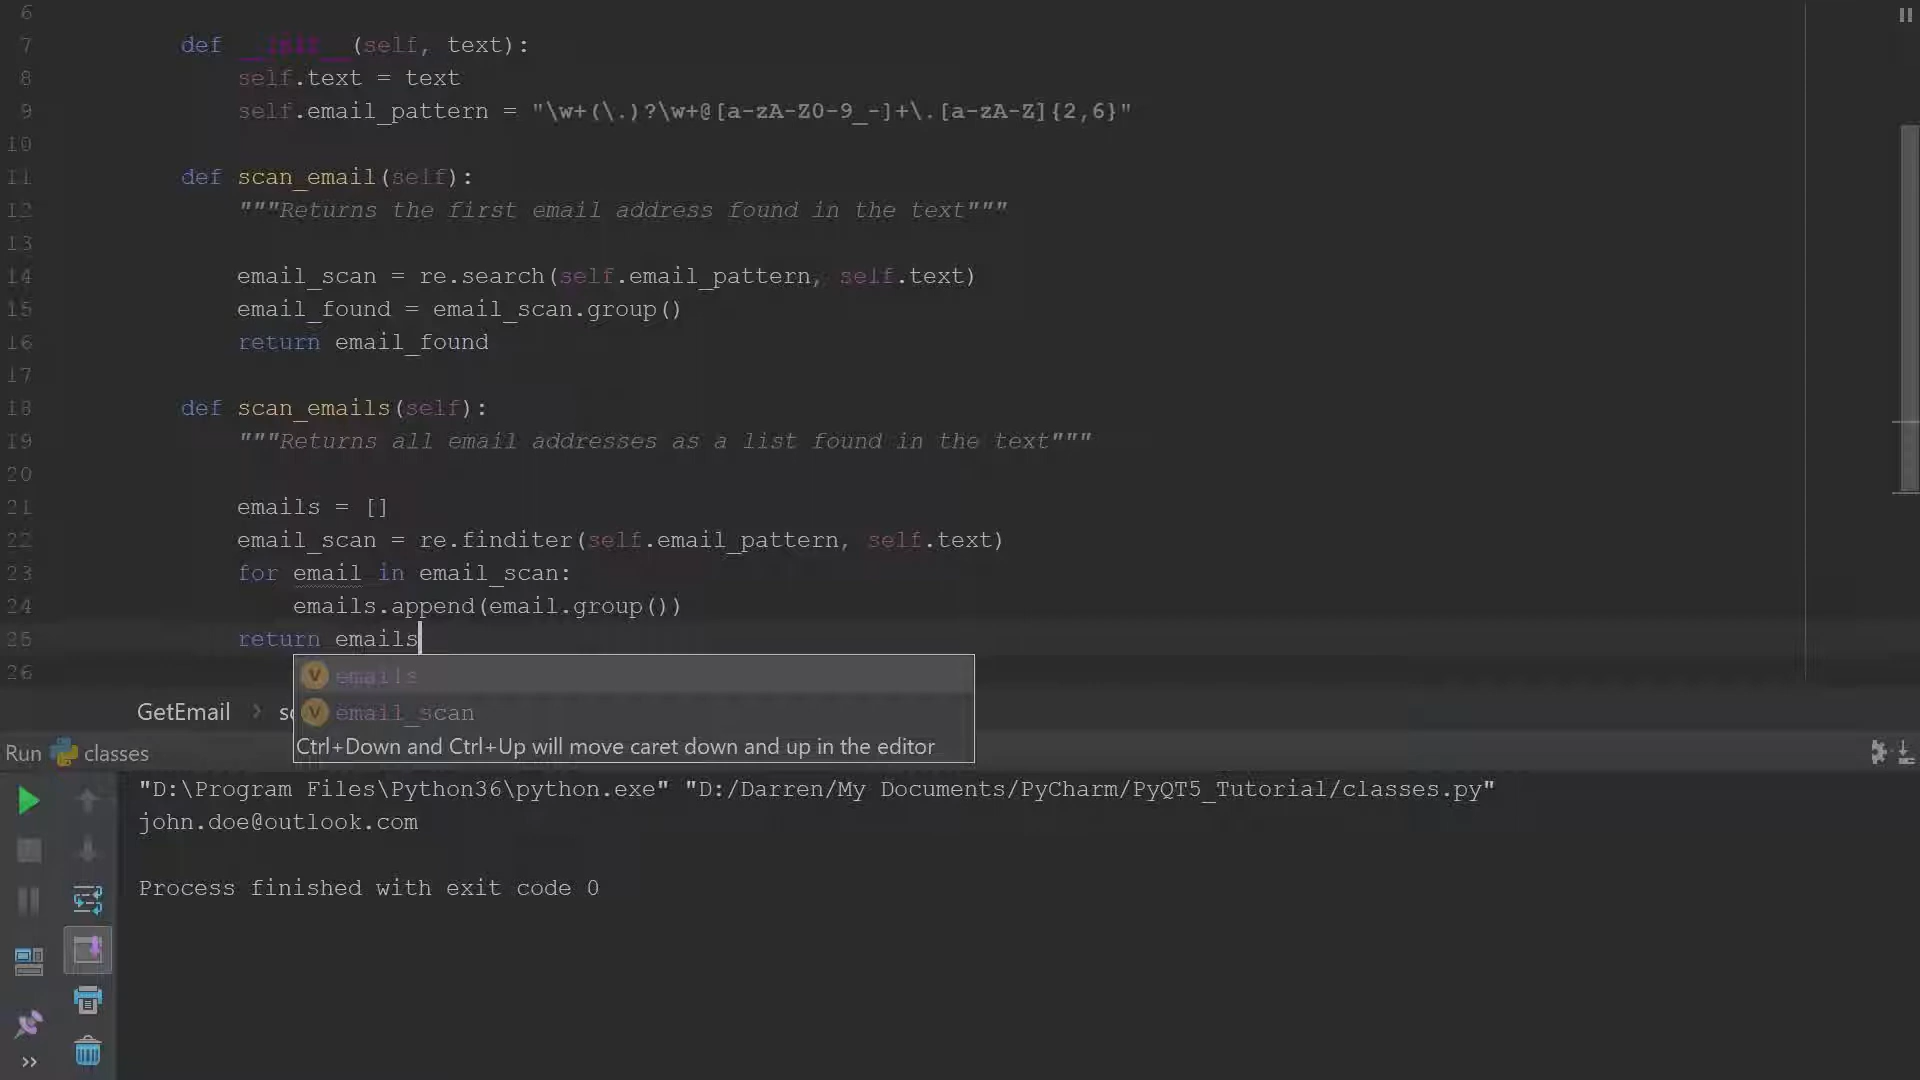 6
7 def __init__(self, text):
8 self.text = text
9 self.email_pattern = "\w+(\.)?\w+@[a-zA-Z0-9_-]+\.[a-zA-Z]{2,6}"
10
11 def scan_email(self):
12 """Returns the first email address found in the text"""
13
14 email_scan = re.search(self.email_pattern, self.text)
15 email_found = email_scan.group()
16 return email_found
17
18 def scan_emails(self):
19 """Returns all email addresses as a list found in the text"""
20
21 emails = []
22 email_scan = re.finditer(self.email_pattern, self.text)
23 for email in email_scan:
24 emails.append(email.group())
25 return emails
26
V emails
GetEmail › sc V email_scan
Ctrl+Down and Ctrl+Up will move caret down and up in the editor
Run classes
"D:\Program Files\Python36\python.exe" "D:/Darren/My Documents/PyCharm/PyQT5_Tutorial/classes.py"
john.doe@outlook.com
Process finished with exit code 0